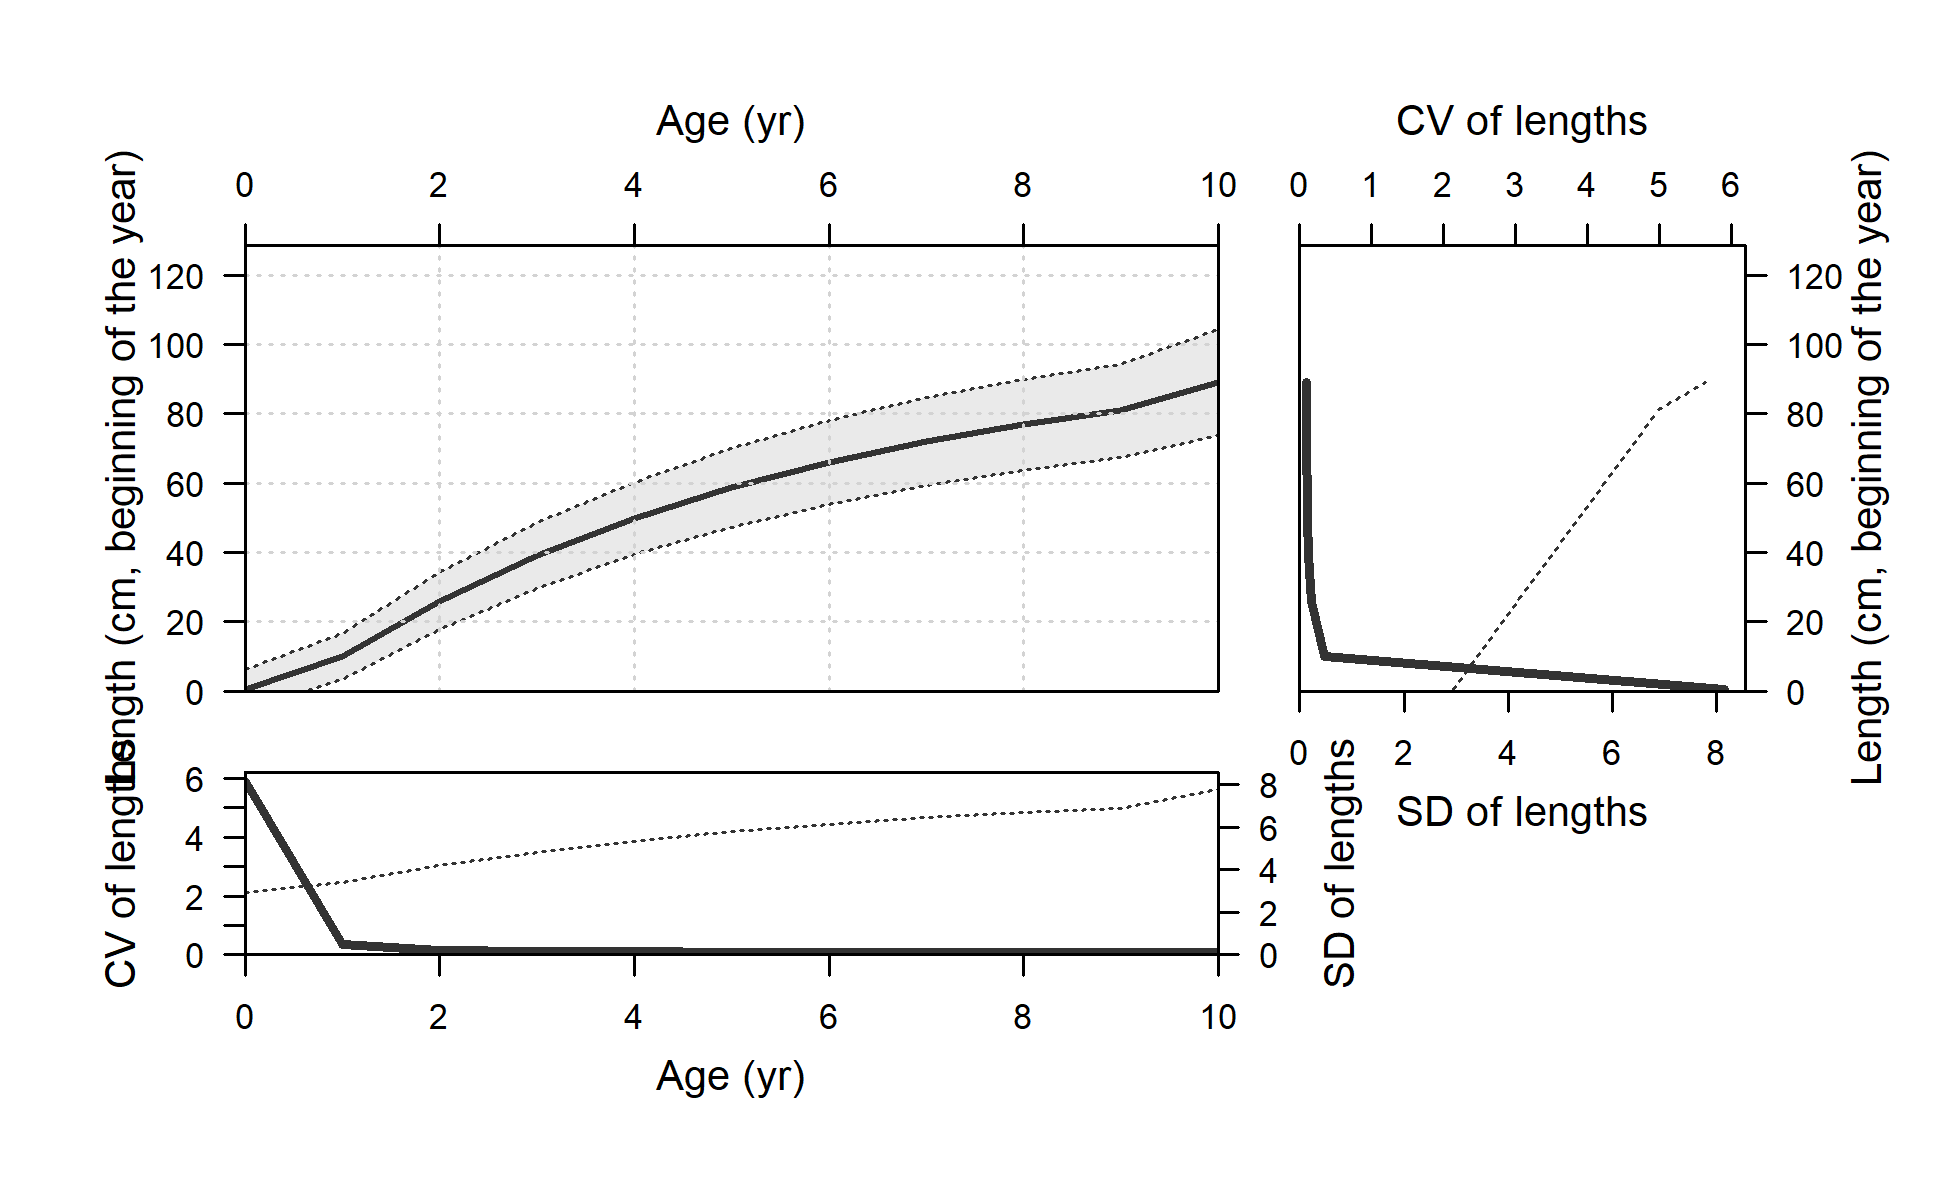 Age (yr)
CV of lengths
0 2 4 6 8 10
0 1 2 3 4 5 6
Length (cm, beginning of the year)
120
100
80
60
40
20
0
120
100
80
60
40
20
0
Length (cm, beginning of the year)
0 2 4 6 8
SD of lengths
CV of lengths
6
4
2
0
8
6
4
2
0
SD of lengths
0 2 4 6 8 10
Age (yr)